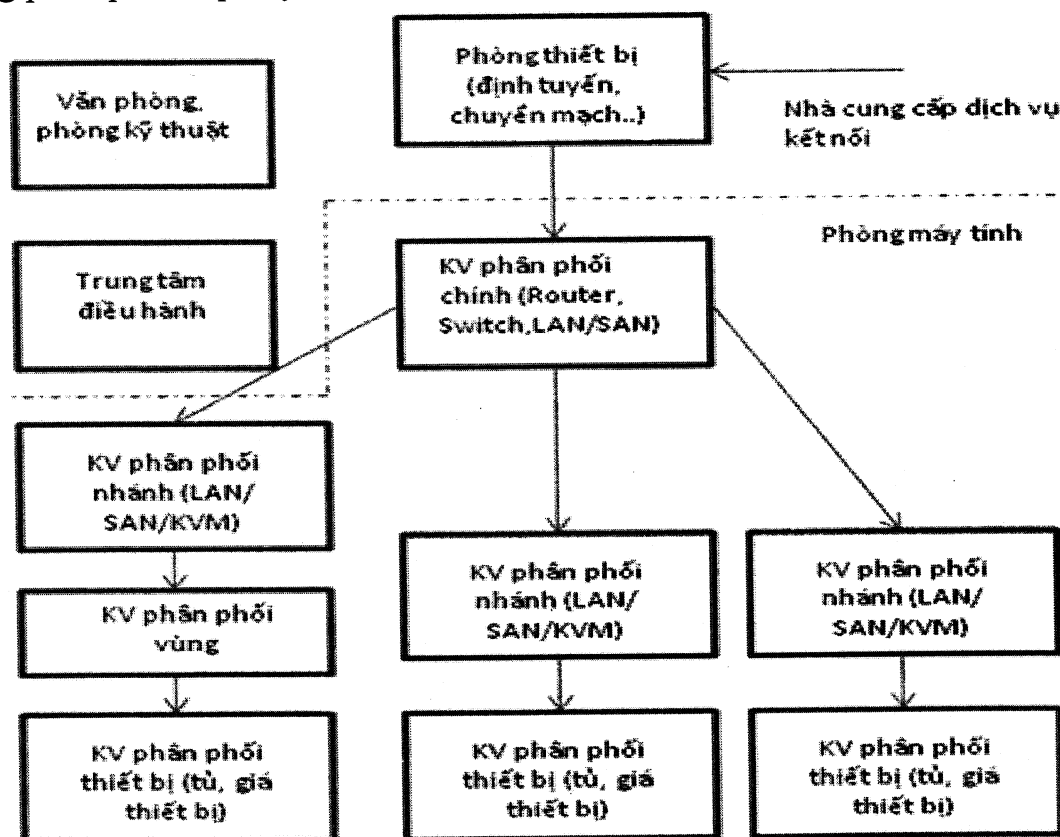 Phòng thiết bị
(định tuyến,
chuyển mạch..)
Văn phòng,
phòng kỹ thuật
Nhà cung cấp dịch vụ
kết nối
Phòng máy tính
Trung tâm
điều hành
KV phân phối
chính (Router,
Switch,LAN/SAN)
KV phân phối
nhánh (LAN/
SAN/KVM)
KV phân phối
vùng
KV phân phối
thiết bị (tủ, giá
thiết bị)
KV phân phối
nhánh (LAN/
SAN/KVM)
KV phân phối
thiết bị (tủ, giá
thiết bị)
KV phân phối
nhánh (LAN/
SAN/KVM)
KV phân phối
thiết bị (tủ, giá
thiết bị)